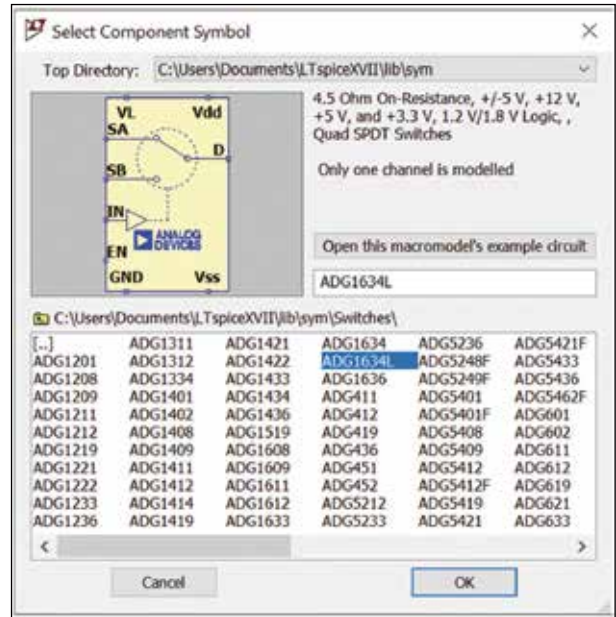 Select Component Symbol
Top Directory: C:\Users\Documents\LTspiceXVII\lib\sym
VL Vdd
SA
D
SB
IN
ANALOG
DEVICES
EN
GND Vss
4.5 Ohm On-Resistance, +/-5 V, +12 V,
+5 V, and +3.3 V, 1.2 V/1.8 V Logic, ,
Quad SPDT Switches
Only one channel is modelled
Open this macromodel's example circuit
ADG1634L
C:\Users\Documents\LTspiceXVII\lib\sym\Switches\
[..] ADG1311 ADG1421 ADG1634 ADG5236 ADG5421F
ADG1201 ADG1312 ADG1422 ADG1634L ADG5248F ADG5433
ADG1208 ADG1334 ADG1433 ADG1636 ADG5249F ADG5436
ADG1209 ADG1401 ADG1434 ADG411 ADG5401 ADG5462F
ADG1211 ADG1402 ADG1436 ADG412 ADG5401F ADG601
ADG1212 ADG1408 ADG1519 ADG419 ADG5408 ADG602
ADG1219 ADG1409 ADG1608 ADG436 ADG5409 ADG611
ADG1221 ADG1411 ADG1609 ADG451 ADG5412 ADG612
ADG1222 ADG1412 ADG1611 ADG452 ADG5412F ADG619
ADG1233 ADG1414 ADG1612 ADG5212 ADG5419 ADG621
ADG1236 ADG1419 ADG1633 ADG5233 ADG5421 ADG633
Cancel OK